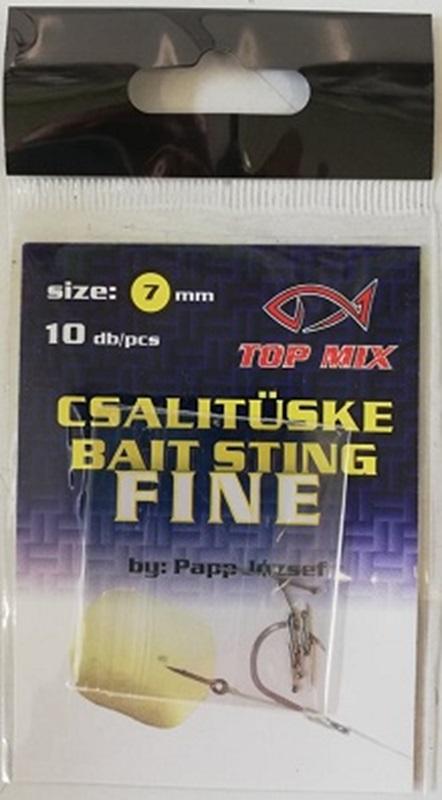 size: 7 mm
10 db/pcs
TOP MIX
CSALITÜSKE
BAIT STING
FINE
by: Papp József